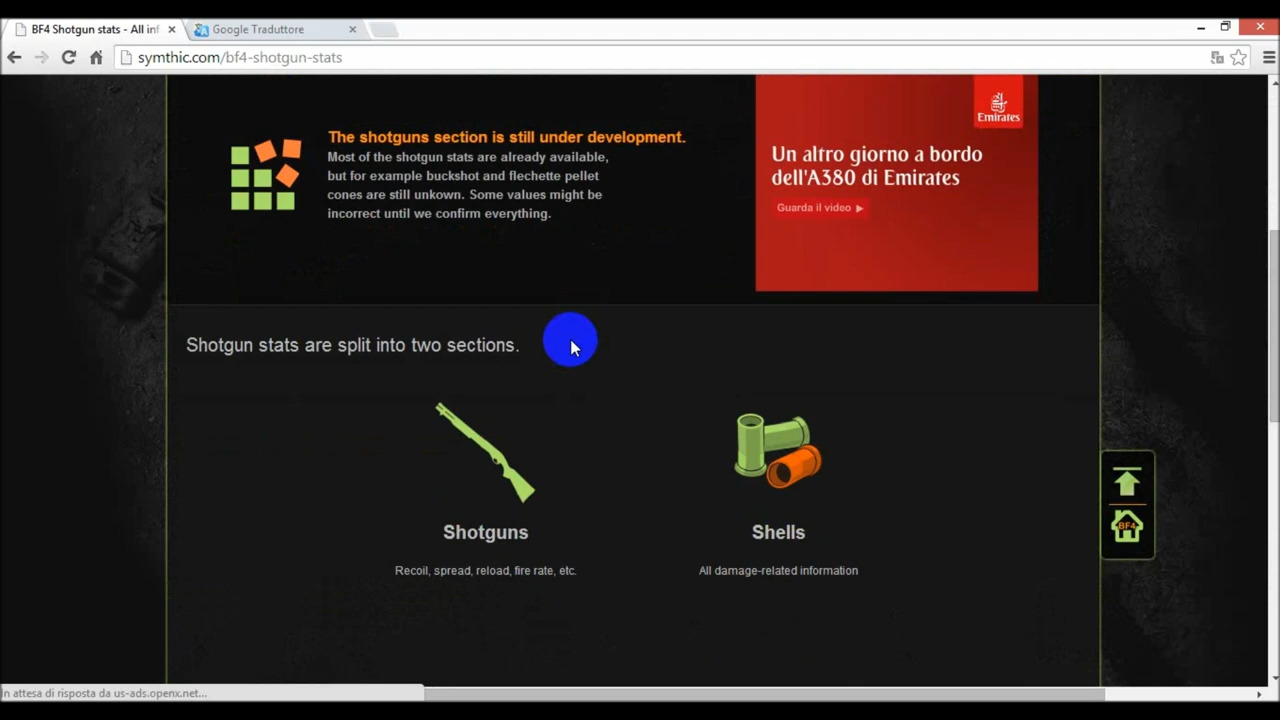 BF4 Shotgun stats - All inf
Google Traduttore
symthic.com/bf4-shotgun-stats
The shotguns section is still under development.
Most of the shotgun stats are already available,
but for example buckshot and flechette pellet
cones are still unkown. Some values might be
incorrect until we confirm everything.
Emirates
Un altro giorno a bordo
dell'A380 di Emirates
Guarda il video
Shotgun stats are split into two sections.
Shotguns
Shells
Recoil, spread, reload, fire rate, etc.
All damage-related information
BF4
In attesa di risposta da us-ads.openx.net...